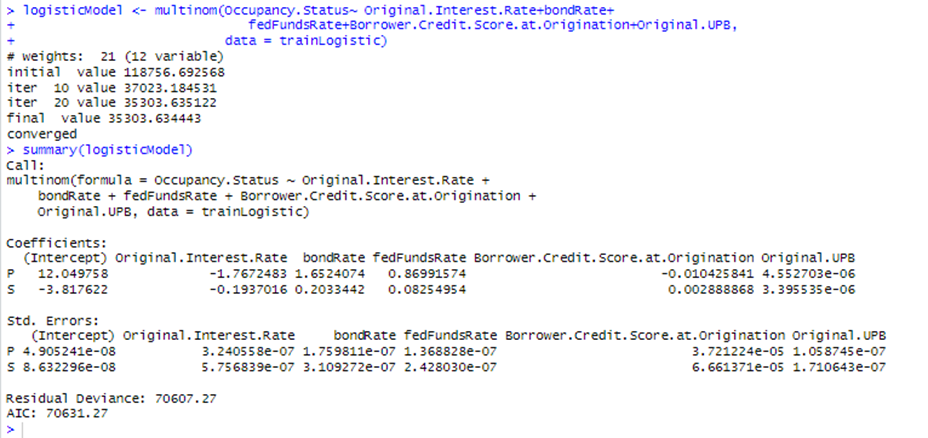 > logisticModel <- multinom(Occupancy.Status~ Original.Interest.Rate+bondRate+
+ fedFundsRate+Borrower.Credit.Score.at.Origination+Original.UPB,
+ data = trainLogistic)
# weights:  21 (12 variable)
initial  value 118756.692568
iter  10 value 37023.184531
iter  20 value 35303.635122
final  value 35303.634443
converged
> summary(logisticModel)
Call:
multinom(formula = Occupancy.Status ~ Original.Interest.Rate +
bondRate + fedFundsRate + Borrower.Credit.Score.at.Origination +
Original.UPB, data = trainLogistic)
Coefficients:
(Intercept) Original.Interest.Rate bondRate fedFundsRate Borrower.Credit.Score.at.Origination Original.UPB
P 12.049758 -1.7672483 1.6524074 0.86991574 -0.010425841 4.552703e-06
S -3.817622 -0.1937016 0.2033442 0.08254954 0.002888868 3.395535e-06
Std. Errors:
(Intercept) Original.Interest.Rate bondRate fedFundsRate Borrower.Credit.Score.at.Origination Original.UPB
P 4.905241e-08 3.240558e-07 1.759811e-07 1.368828e-07 3.721224e-05 1.058745e-07
S 8.632296e-08 5.756839e-07 3.109272e-07 2.428030e-07 6.661371e-05 1.710643e-07
Residual Deviance: 70607.27
AIC: 70631.27
>